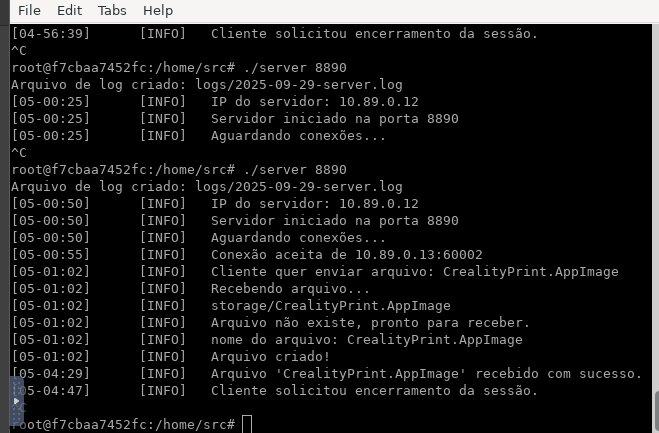 File Edit Tabs Help
[04-56:39] [INFO] Cliente solicitou encerramento da sessão.
^C
root@f7cbaa7452fc:/home/src# ./server 8890
Arquivo de log criado: logs/2025-09-29-server.log
[05-00:25] [INFO] IP do servidor: 10.89.0.12
[05-00:25] [INFO] Servidor iniciado na porta 8890
[05-00:25] [INFO] Aguardando conexões...
^C
root@f7cbaa7452fc:/home/src# ./server 8890
Arquivo de log criado: logs/2025-09-29-server.log
[05-00:50] [INFO] IP do servidor: 10.89.0.12
[05-00:50] [INFO] Servidor iniciado na porta 8890
[05-00:50] [INFO] Aguardando conexões...
[05-00:55] [INFO] Conexão aceita de 10.89.0.13:60002
[05-01:02] [INFO] Cliente quer enviar arquivo: CrealityPrint.AppImage
[05-01:02] [INFO] Recebendo arquivo...
[05-01:02] [INFO] storage/CrealityPrint.AppImage
[05-01:02] [INFO] Arquivo não existe, pronto para receber.
[05-01:02] [INFO] nome do arquivo: CrealityPrint.AppImage
[05-01:02] [INFO] Arquivo criado!
[05-04:29] [INFO] Arquivo 'CrealityPrint.AppImage' recebido com sucesso.
[05-04:47] [INFO] Cliente solicitou encerramento da sessão.
^C
root@f7cbaa7452fc:/home/src#